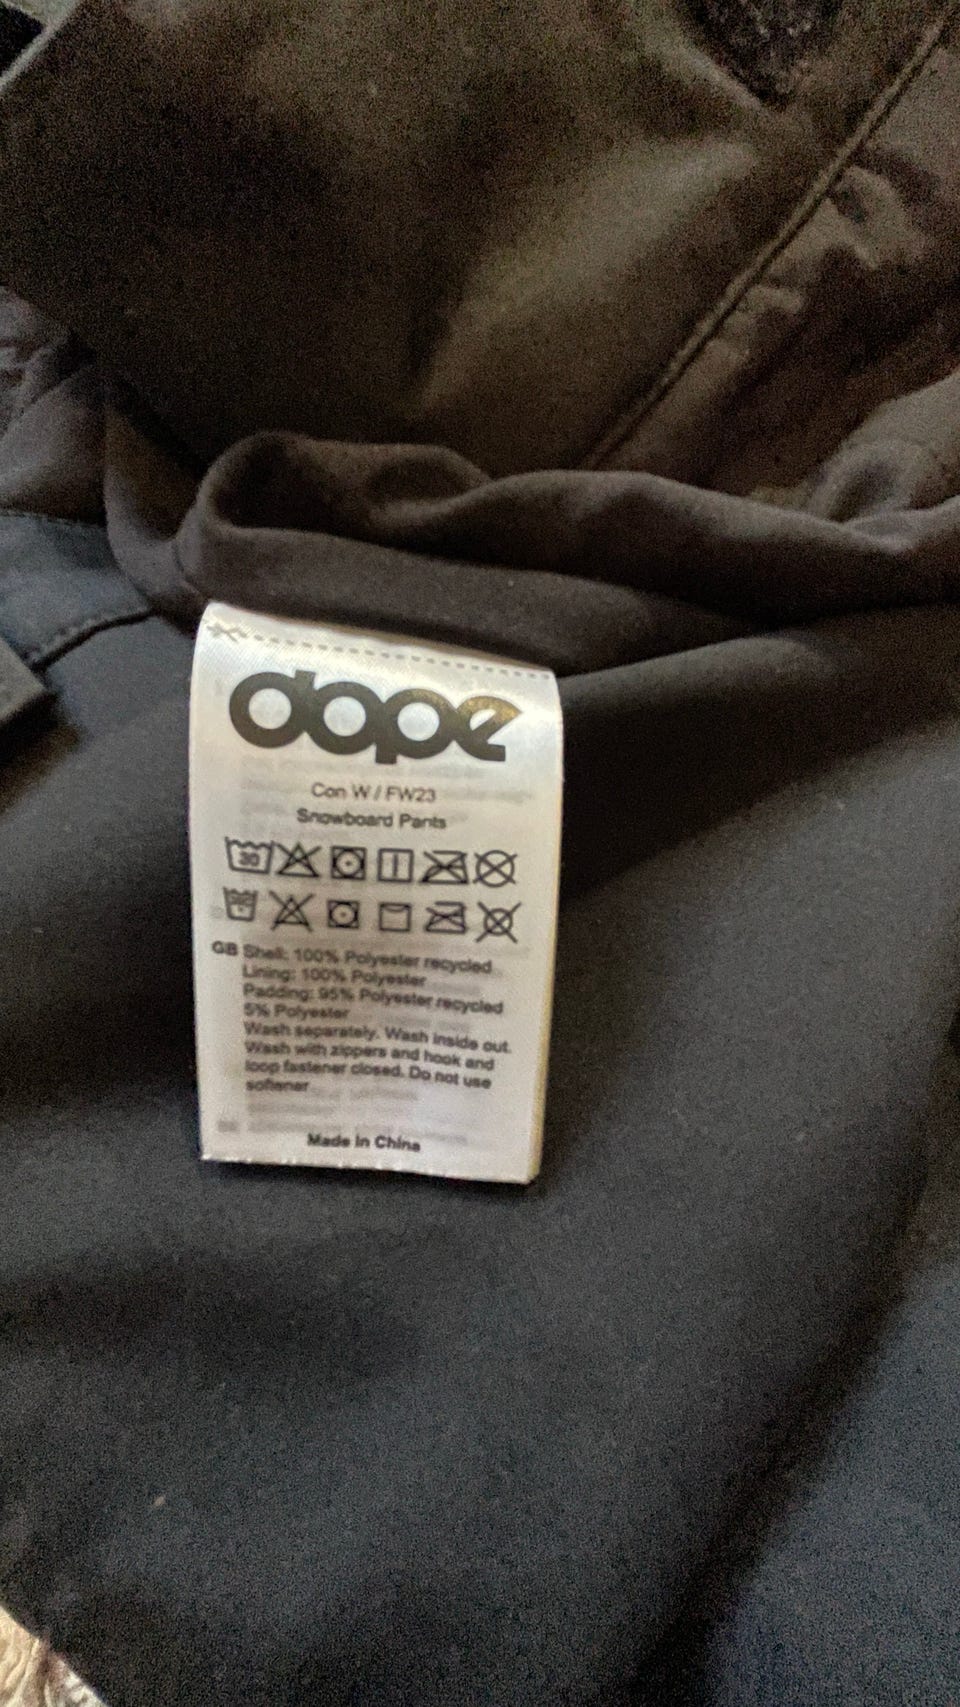 dope
Con W / FW23
Snowboard Pants
30
GB Shell: 100% Polyester recycled
Lining: 100% Polyester
Padding: 95% Polyester recycled
5% Polyester
Wash separately. Wash inside out.
Wash with zippers and hook and
loop fastener closed. Do not use
softener
Made in China